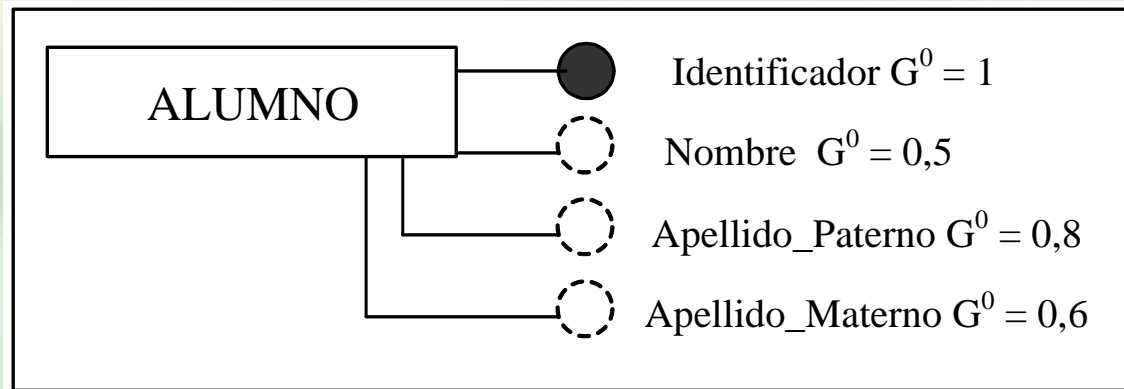 ALUMNO
Identificador G⁰ = 1
Nombre G⁰ = 0,5
Apellido_Paterno G⁰ = 0,8
Apellido_Materno G⁰ = 0,6